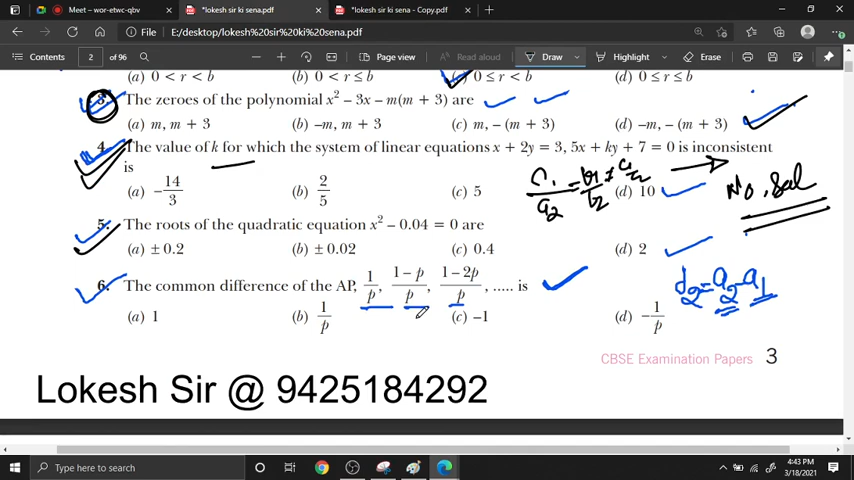 Meet – wor-etwc-qbv
*lokesh sir ki sena.pdf
*lokesh sir ki sena - Copy.pdf
File | E:/desktop/lokesh%20sir%20ki%20sena.pdf
Contents 2 of 96 Page view Read aloud Draw Highlight Erase
(a) 0 < r < b (b) 0 < r ≤ b (c) 0 ≤ r < b (d) 0 ≤ r ≤ b
3. The zeroes of the polynomial x² – 3x – m(m + 3) are
(a) m, m + 3 (b) –m, m + 3 (c) m, – (m + 3) (d) –m, – (m + 3)
4. The value of k for which the system of linear equations x + 2y = 3, 5x + ky + 7 = 0 is inconsistent
is
(a) –14/3 (b) 2/5 (c) 5 (d) 10
a1/a2 = b1/b2 ≠ c1/c2
No. Sol
5. The roots of the quadratic equation x² – 0.04 = 0 are
(a) ± 0.2 (b) ± 0.02 (c) 0.4 (d) 2
6. The common difference of the AP, 1/p, 1 – p/p, 1 – 2p/p, ..... is
d2 = a2 – a1
(a) 1 (b) 1/p (c) –1 (d) –1/p
CBSE Examination Papers 3
Lokesh Sir @ 9425184292
Type here to search
4:43 PM
3/18/2021